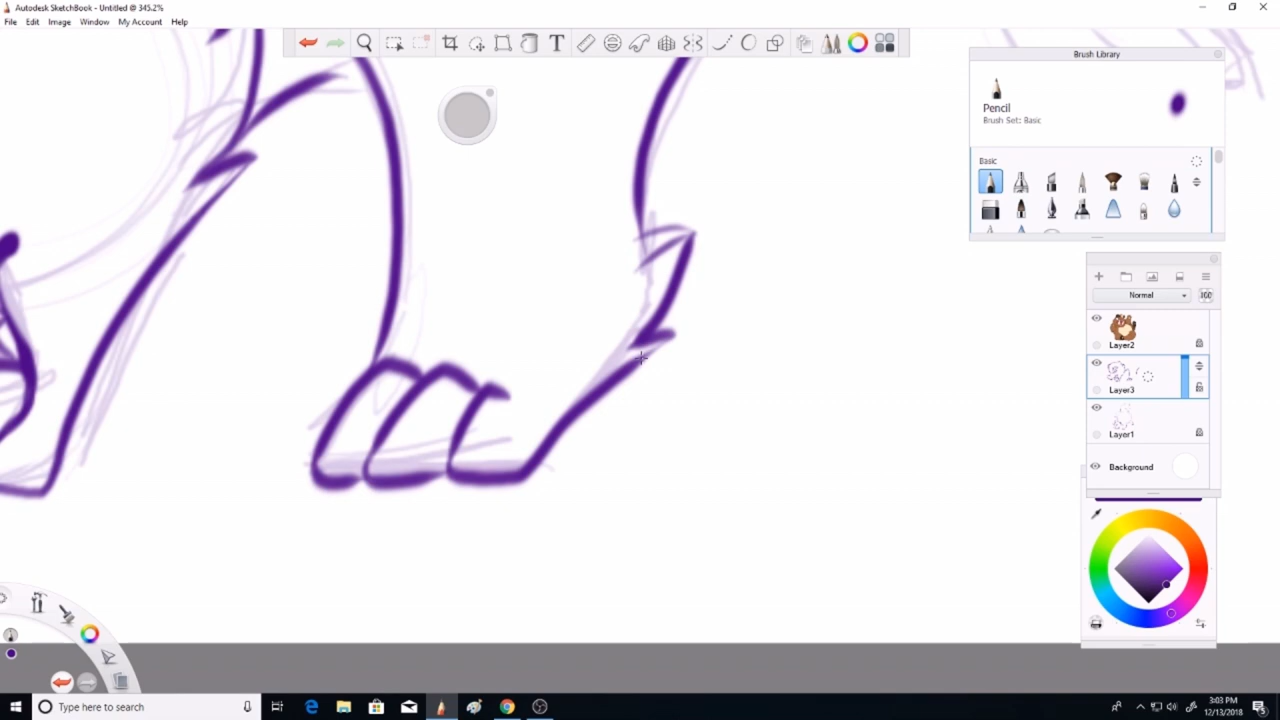 Autodesk SketchBook - Untitled @ 345.2%
File Edit Image Window My Account Help
Brush Library
Pencil
Brush Set: Basic
Basic
Normal
100
Layer2
Layer3
Layer1
Background
Type here to search
3:03 PM
12/13/2018